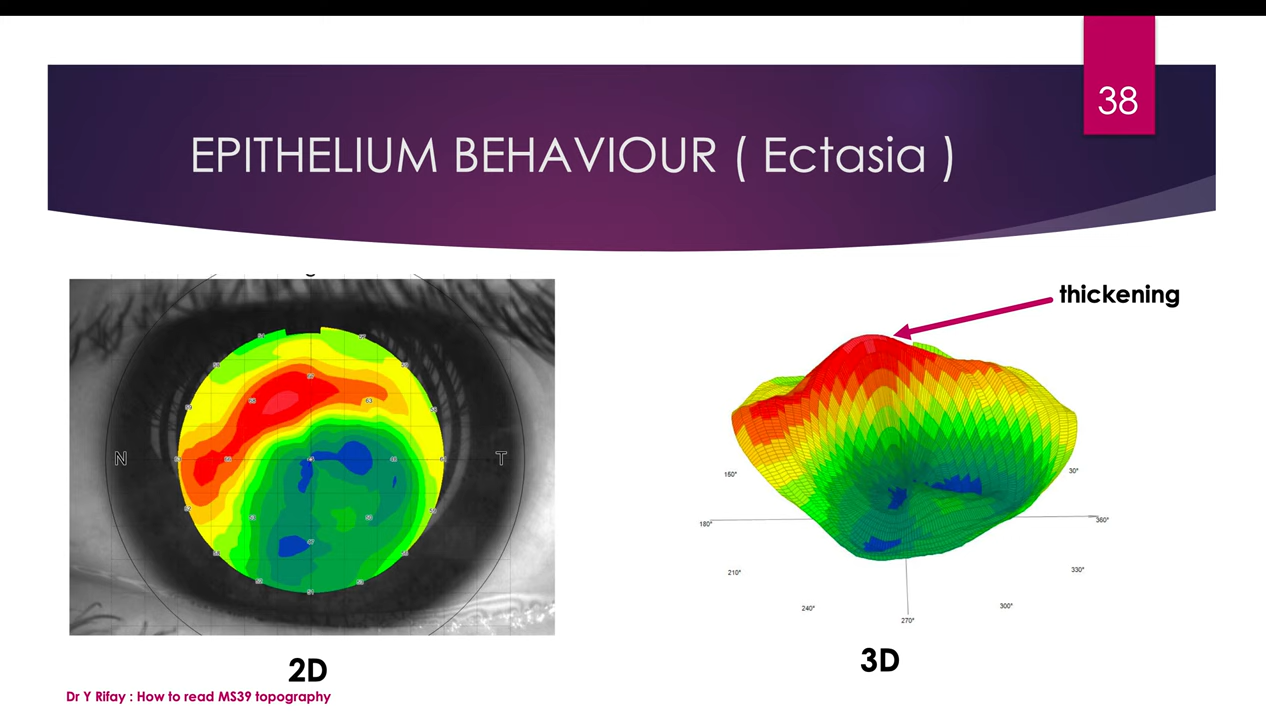 38
EPITHELIUM BEHAVIOUR ( Ectasia )
thickening
N
T
150°
30°
180°
360°
210°
330°
240°
300°
270°
2D
3D
Dr Y Rifay : How to read MS39 topography